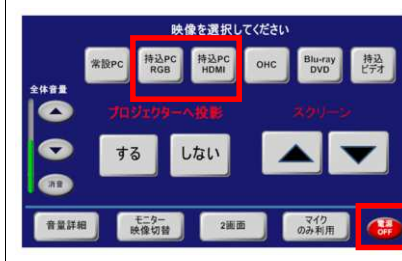 映像を選択してください
常設PC
持込PC
RGB
持込PC
HDMI
OHC
Blu-ray
DVD
持込
ビデオ
全体音量
プロジェクターへ投影
スクリーン
する
しない
消音
音量詳細
モニター
映像切替
2画面
マイク
のみ利用
電源
OFF